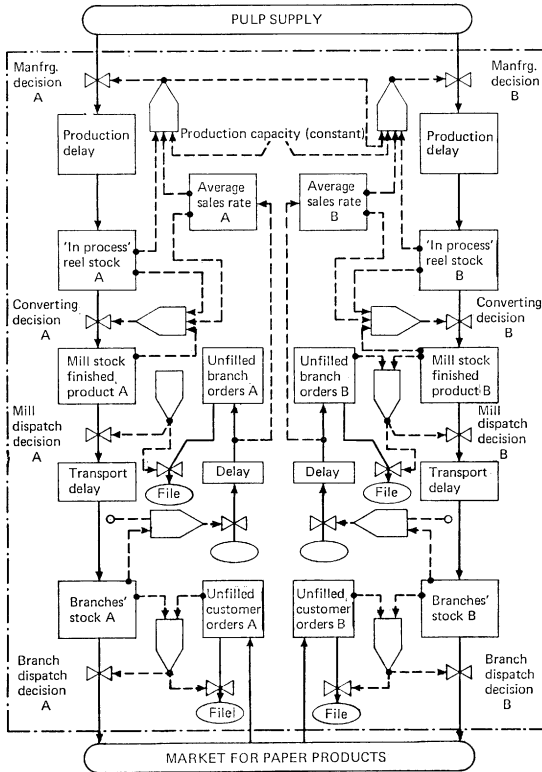 PULP SUPPLY
Manfrg.
decision
A
Manfrg.
decision
B
Production
delay
Production capacity (constant)
Production
delay
Average
sales rate
A
Average
sales rate
B
'In process'
reel stock
A
'In process'
reel stock
B
Converting
decision
A
Converting
decision
B
Mill stock
finished
product A
Unfilled
branch
orders A
Unfilled
branch
orders B
Mill stock
finished
product B
Mill
dispatch
decision
A
Mill
dispatch
decision
B
Transport
delay
File
Delay
Delay
File
Transport
delay
Branches'
stock A
Unfilled
customer
orders A
Unfilled
customer
orders B
Branches'
stock B
Branch
dispatch
decision
A
Branch
dispatch
decision
B
File
File
MARKET FOR PAPER PRODUCTS